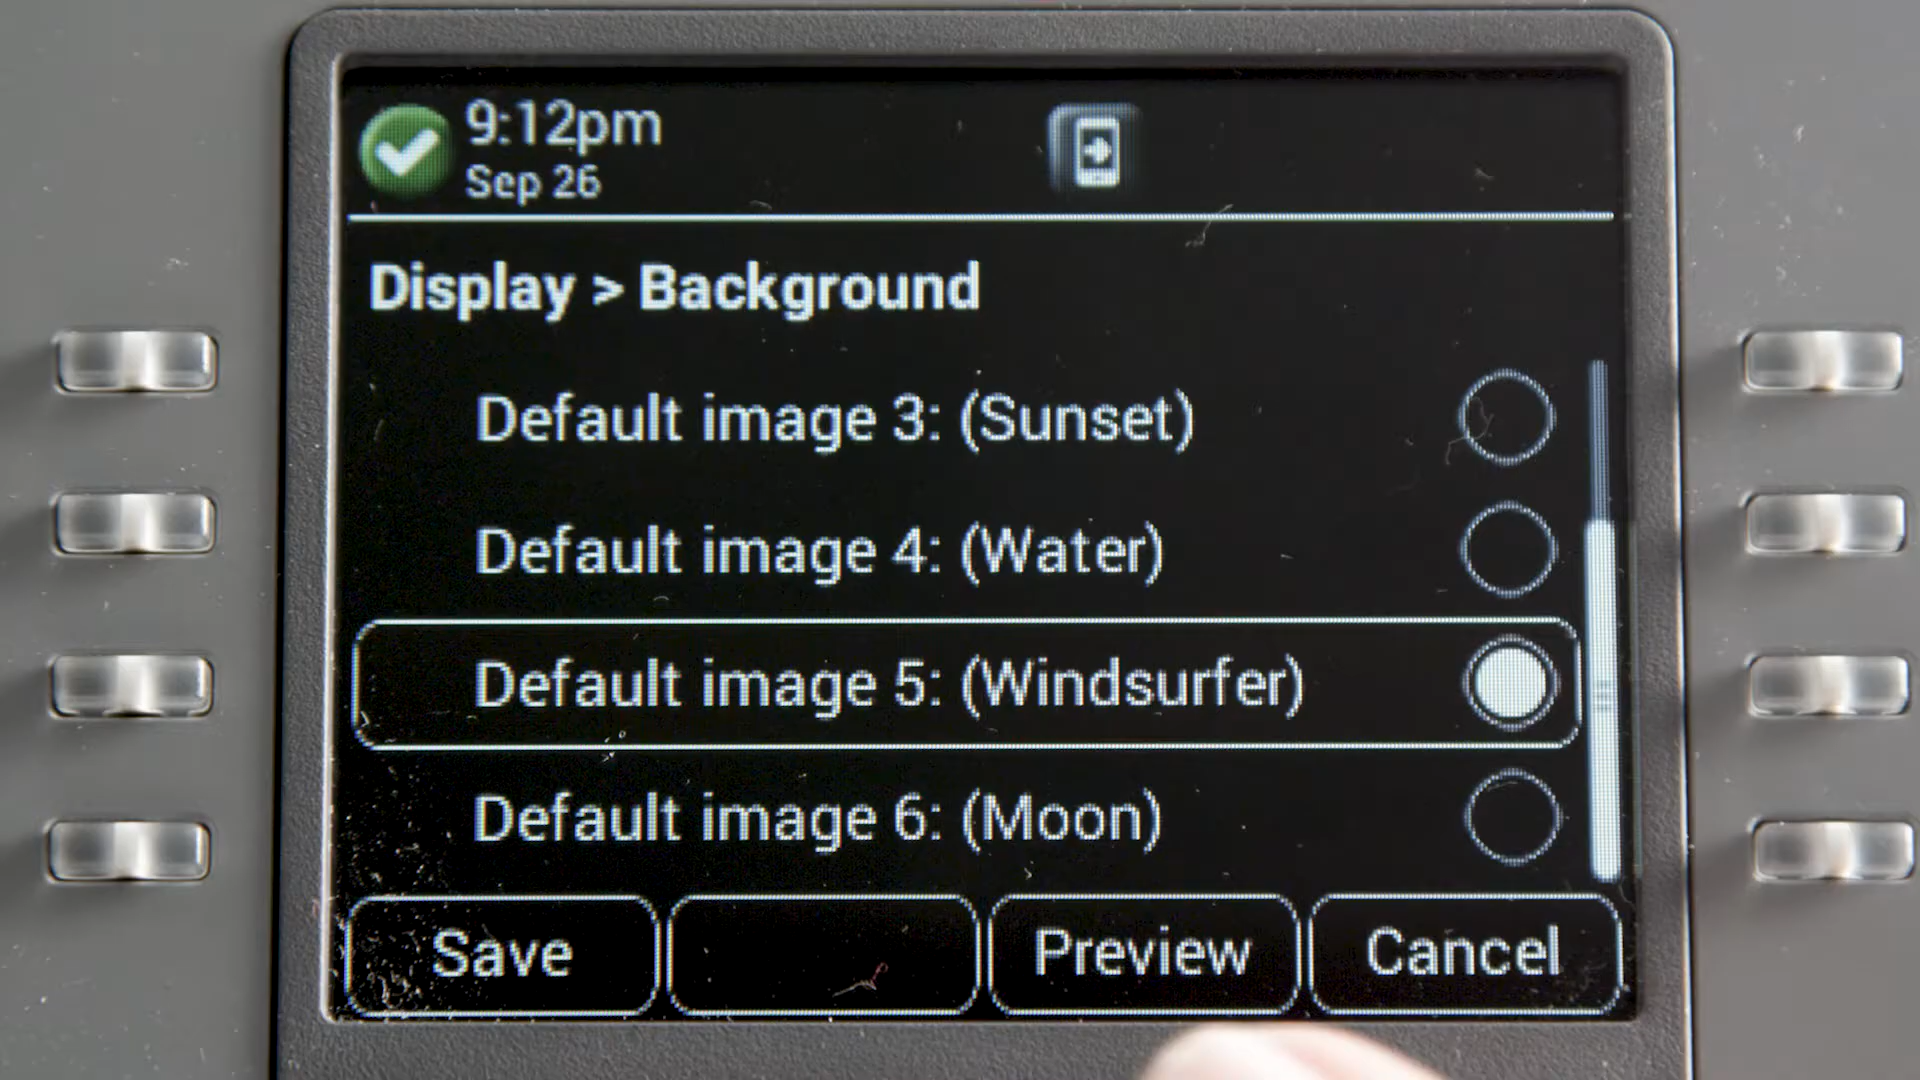 9:12pm
Sep 26
Display > Background
Default image 3: (Sunset)
Default image 4: (Water)
Default image 5: (Windsurfer)
Default image 6: (Moon)
Save
Preview
Cancel